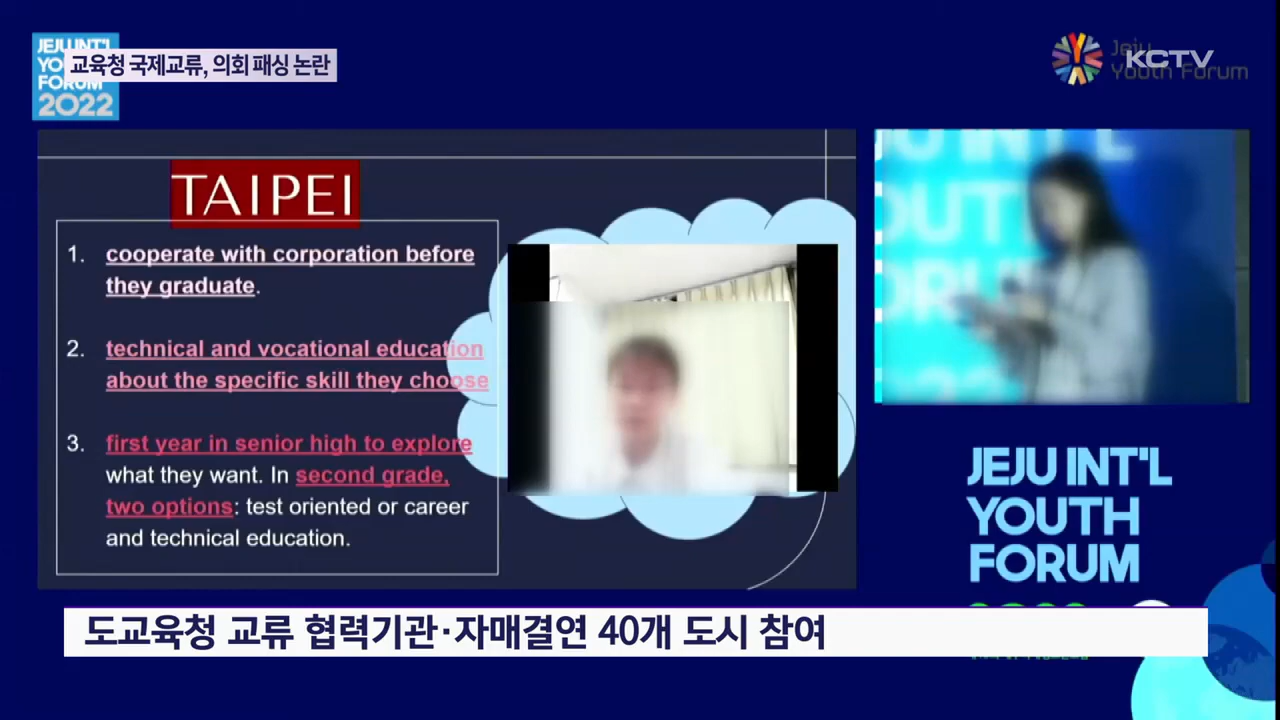 JEJU INT'L
YOUTH
FORUM
2022
교육청 국제교류, 의회 패싱 논란
Jeju
Youth Forum
KCTV
TAIPEI
1. cooperate with corporation before
they graduate.
2. technical and vocational education
about the specific skill they choose
3. first year in senior high to explore
what they want. In second grade,
two options: test oriented or career
and technical education.
JEJU INT'L
YOUTH
FORUM
도교육청 교류 협력기관·자매결연 40개 도시 참여